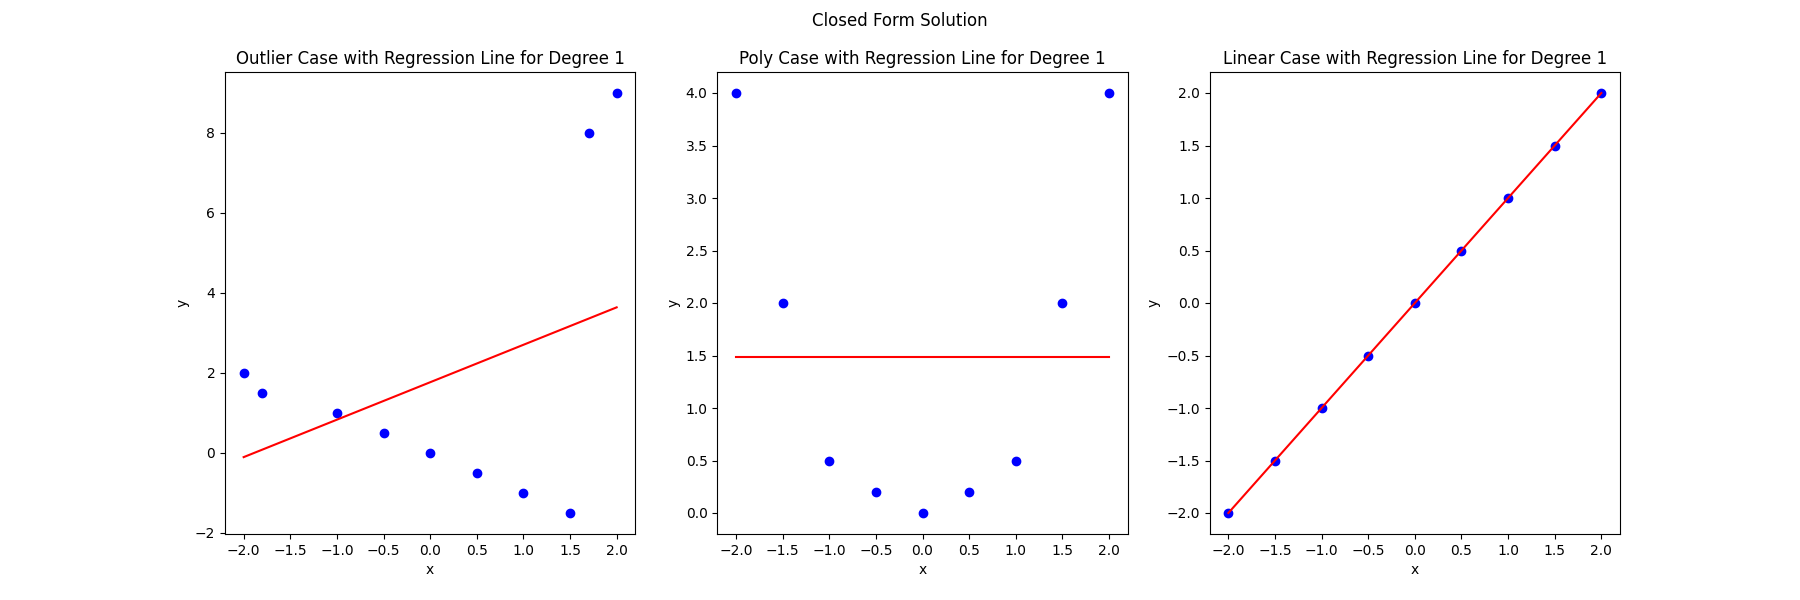 Closed Form Solution
Outlier Case with Regression Line for Degree 1
8
6
4
2
0
−2
y
−2.0 −1.5 −1.0 −0.5 0.0 0.5 1.0 1.5 2.0
x
Poly Case with Regression Line for Degree 1
4.0
3.5
3.0
2.5
2.0
1.5
1.0
0.5
0.0
y
−2.0 −1.5 −1.0 −0.5 0.0 0.5 1.0 1.5 2.0
x
Linear Case with Regression Line for Degree 1
2.0
1.5
1.0
0.5
0.0
−0.5
−1.0
−1.5
−2.0
y
−2.0 −1.5 −1.0 −0.5 0.0 0.5 1.0 1.5 2.0
x